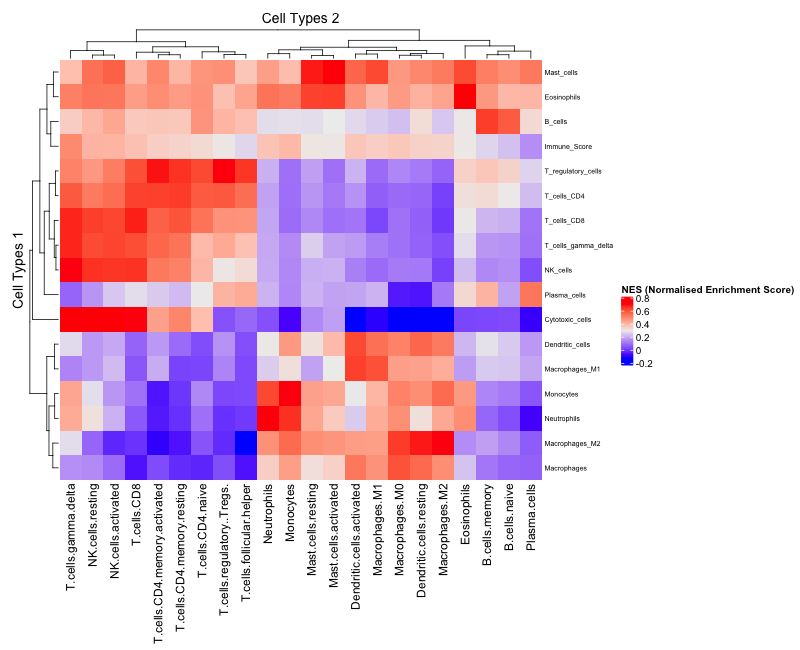 Cell Types 2
Cell Types 1
Mast_cells
Eosinophils
B_cells
Immune_Score
T_regulatory_cells
T_cells_CD4
T_cells_CD8
T_cells_gamma_delta
NK_cells
Plasma_cells
Cytotoxic_cells
Dendritic_cells
Macrophages_M1
Monocytes
Neutrophils
Macrophages_M2
Macrophages
T.cells.gamma.delta
NK.cells.resting
NK.cells.activated
T.cells.CD8
T.cells.CD4.memory.activated
T.cells.CD4.memory.resting
T.cells.CD4.naive
T.cells.regulatory..Tregs.
T.cells.follicular.helper
Neutrophils
Monocytes
Mast.cells.resting
Mast.cells.activated
Dendritic.cells.activated
Macrophages.M1
Macrophages.M0
Dendritic.cells.resting
Macrophages.M2
Eosinophils
B.cells.memory
B.cells.naive
Plasma.cells
NES (Normalised Enrichment Score)
0.8
0.6
0.4
0.2
0
-0.2